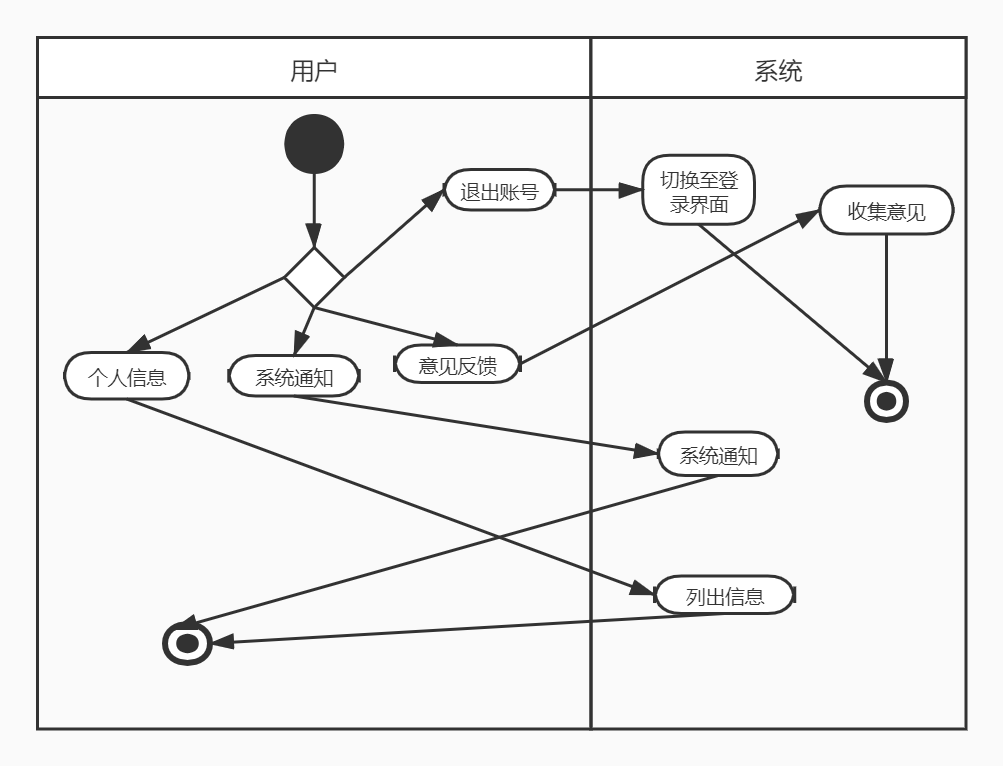 用户
系统
退出账号
切换至登
录界面
收集意见
个人信息
系统通知
意见反馈
系统通知
列出信息